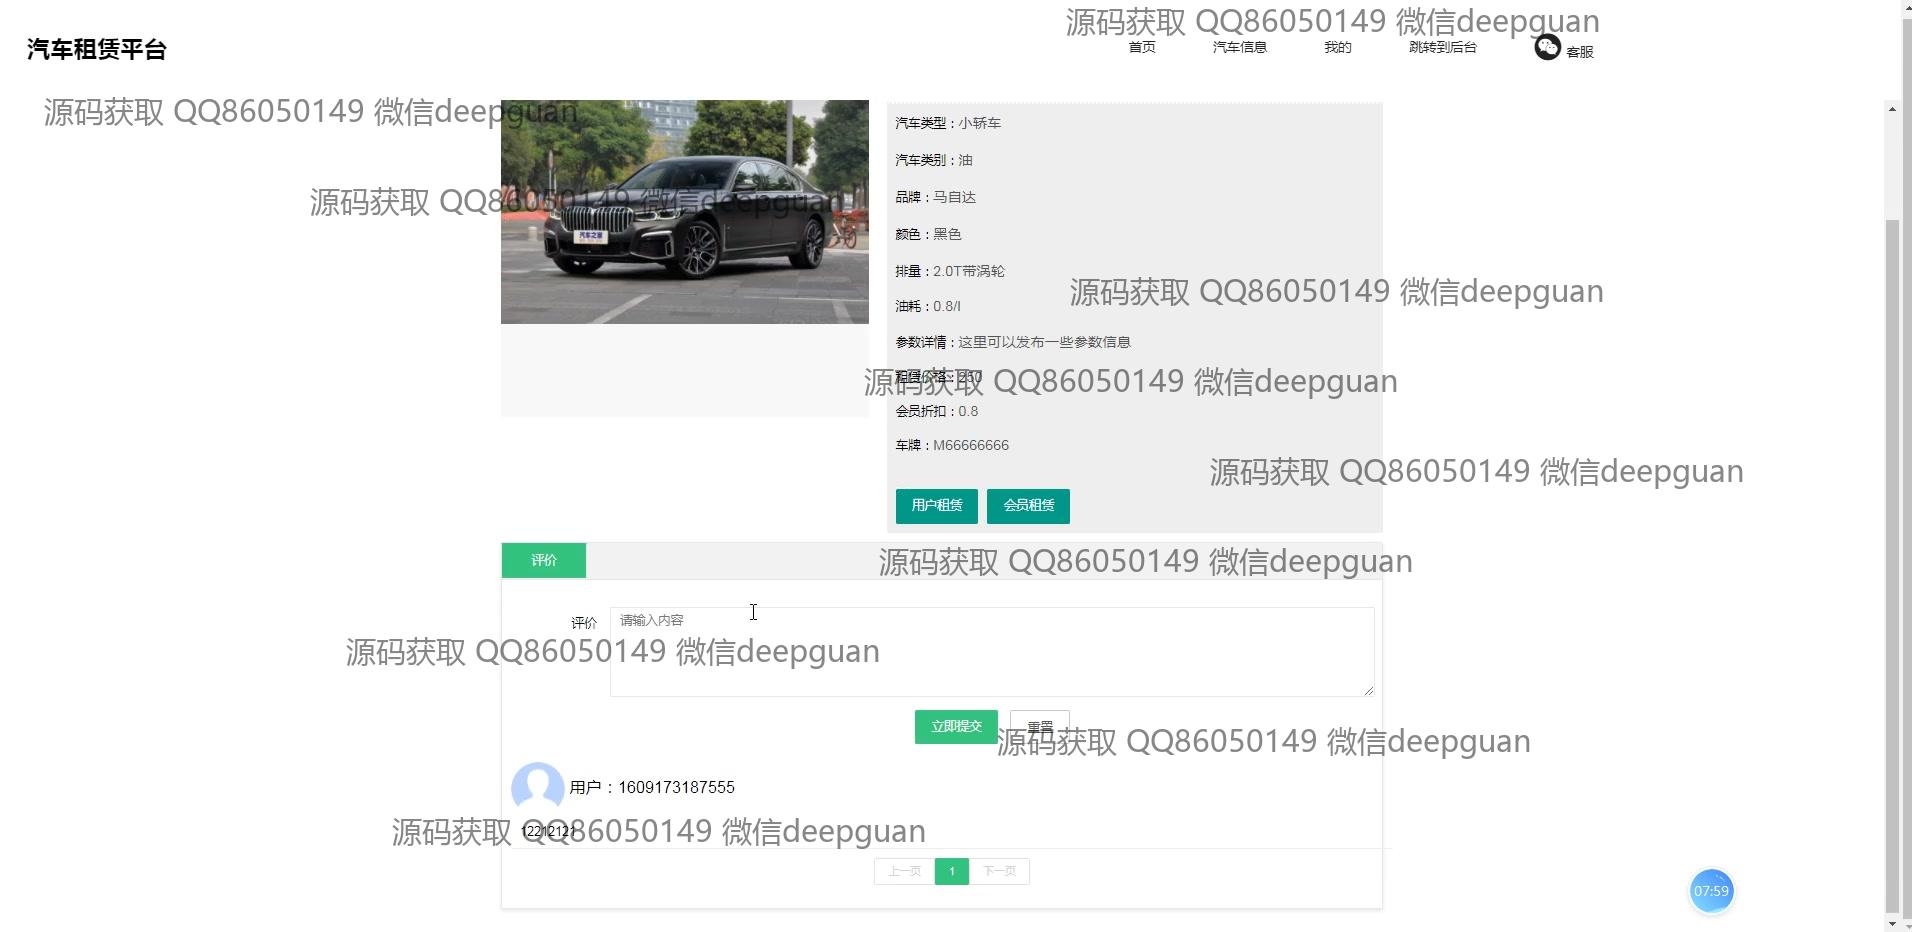 源码获取 QQ86050149 微信deepguan
汽车租赁平台
首页
汽车信息
我的
跳转到后台
客服
源码获取 QQ86050149 微信deepguan
汽车类型：小轿车
汽车类别：油
源码获取 QQ86050149 微信deepguan
品牌：马自达
汽车之家
颜色：黑色
排量：2.0T带涡轮
源码获取 QQ86050149 微信deepguan
油耗：0.8/l
参数详情：这里可以发布一些参数信息
租赁价格：250
源码获取 QQ86050149 微信deepguan
会员折扣：0.8
车牌：M66666666
源码获取 QQ86050149 微信deepguan
用户租赁
会员租赁
评价
源码获取 QQ86050149 微信deepguan
评价
请输入内容
源码获取 QQ86050149 微信deepguan
立即提交
重置
源码获取 QQ86050149 微信deepguan
用户：1609173187555
12212121
源码获取 QQ86050149 微信deepguan
上一页
1
下一页
07:59